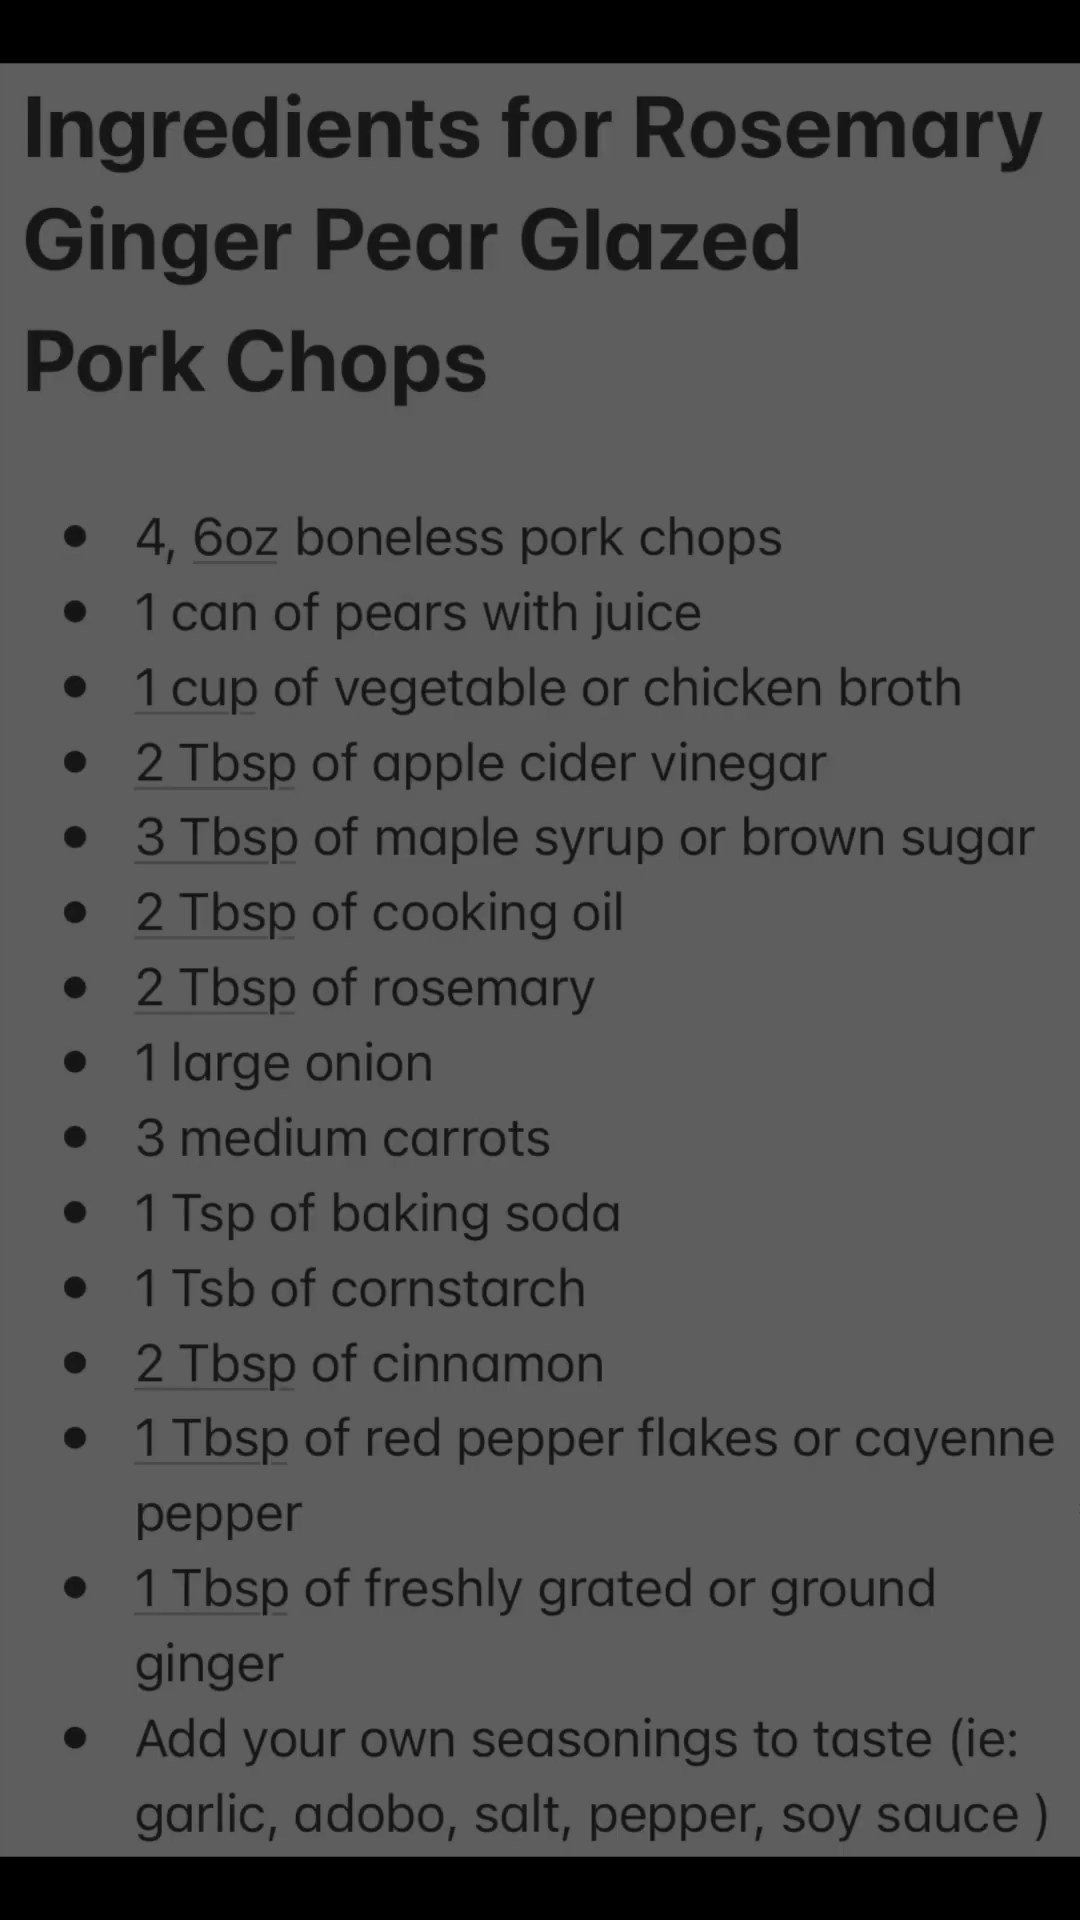 Ingredients for Rosemary
Ginger Pear Glazed
Pork Chops
• 4, 6oz boneless pork chops
• 1 can of pears with juice
• 1 cup of vegetable or chicken broth
• 2 Tbsp of apple cider vinegar
• 3 Tbsp of maple syrup or brown sugar
• 2 Tbsp of cooking oil
• 2 Tbsp of rosemary
• 1 large onion
• 3 medium carrots
• 1 Tsp of baking soda
• 1 Tsb of cornstarch
• 2 Tbsp of cinnamon
• 1 Tbsp of red pepper flakes or cayenne
pepper
• 1 Tbsp of freshly grated or ground
ginger
• Add your own seasonings to taste (ie:
garlic, adobo, salt, pepper, soy sauce )